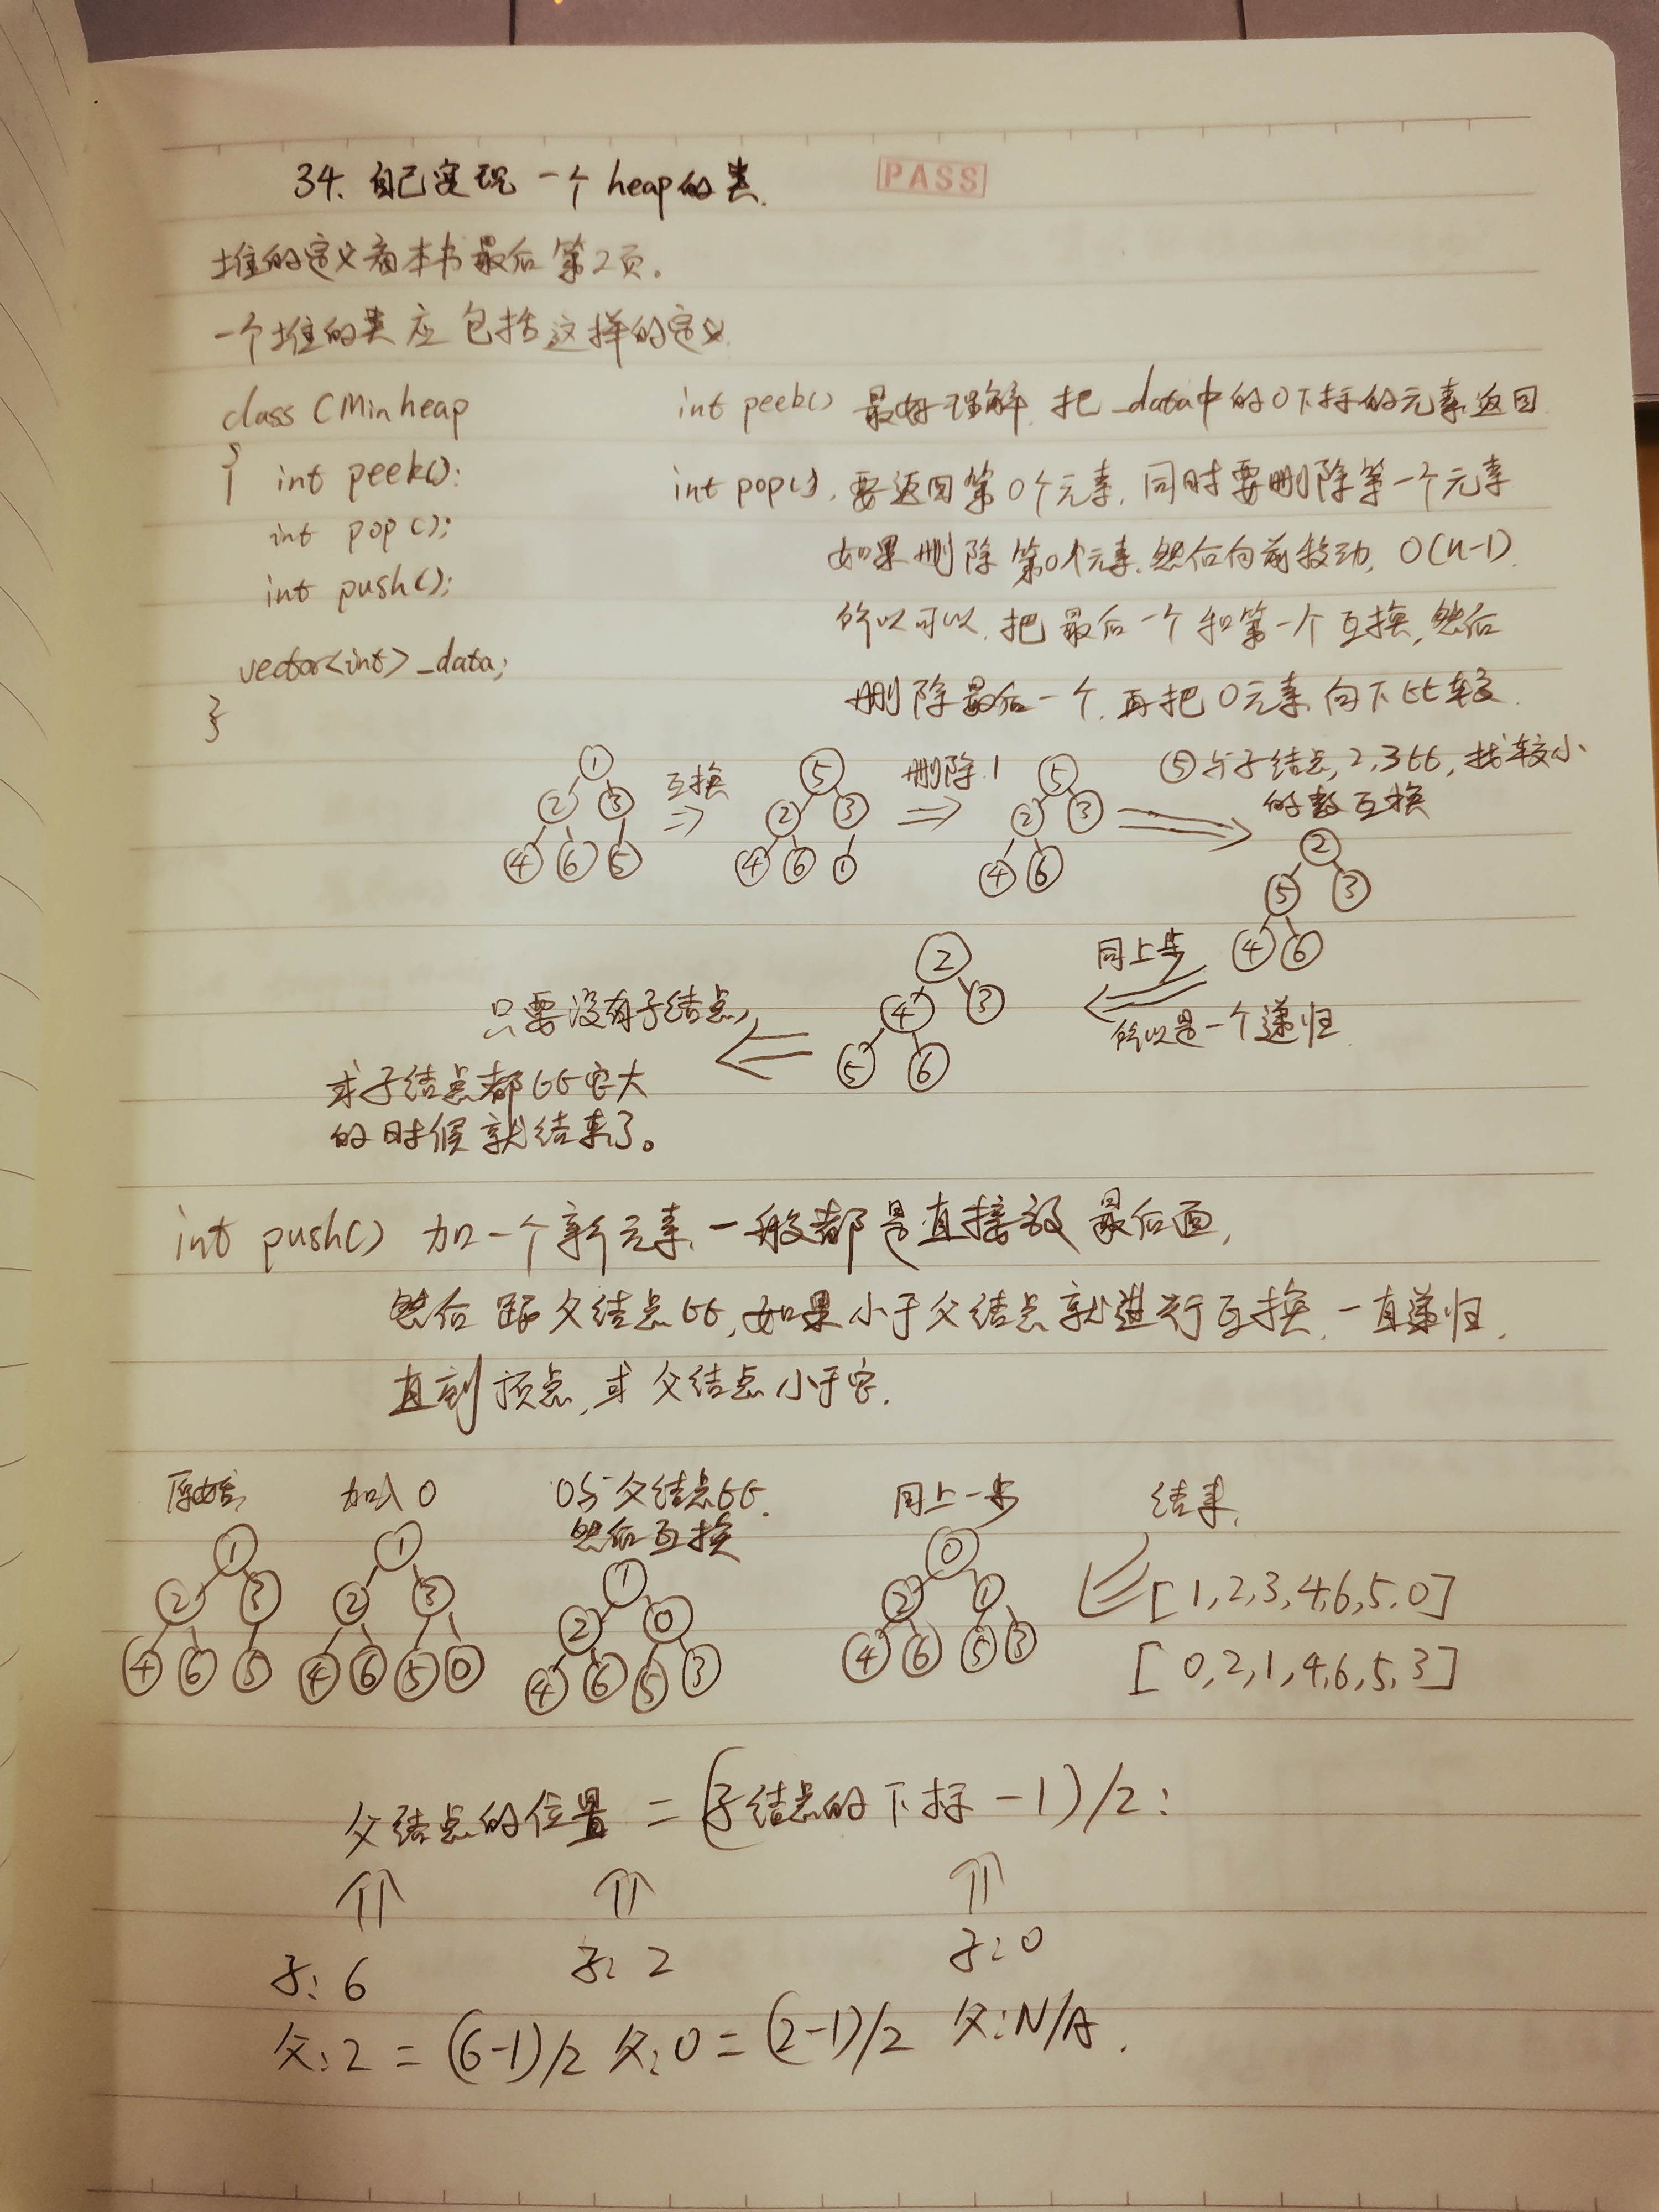 34. 自己实现一个heap的类.
PASS
堆的定义看本书最后第2页.
一个堆的类应包括这样的定义.
class CMinheap
{
int peek();
int pop();
int push();
vector<int> _data;
}
int peek() 最好理解. 把_data中的0下标的元素返回.
int pop(), 要返回第0个元素, 同时要删除第一个元素
如果删除第0个元素, 然后向前移动, O(n-1).
所以可以, 把最后一个和第一个互换, 然后
删除最后一个, 再把0元素向下比较.
1
2 3
4 6 5
互换
5
2 3
4 6 1
删除1
5
2 3
4 6
⑤与子结点, 2,3比, 找较小
的数互换
2
5 3
4 6
同上步
所以是一个递归.
2
4 3
5 6
只要没有子结点,
或子结点都比它大
的时候就结束了。
int push() 加一个新元素, 一般都是直接放最后面,
然后跟父结点比, 如果小于父结点就进行互换, 一直递归,
直到顶点, 或父结点小于它.
原始
1
2 3
4 6 5
加入0
1
2 3
4 6 5 0
0与父结点比.
然后互换
1
2 0
4 6 5 3
同上一步
0
2 1
4 6 5 3
结果.
[1,2,3,4,6,5,0]
[0,2,1,4,6,5,3]
父结点的位置 = (子结点的下标 -1)/2:
子: 6 子: 2 子: 0
父: 2 = (6-1)/2 父: 0 = (2-1)/2 父: N/A.